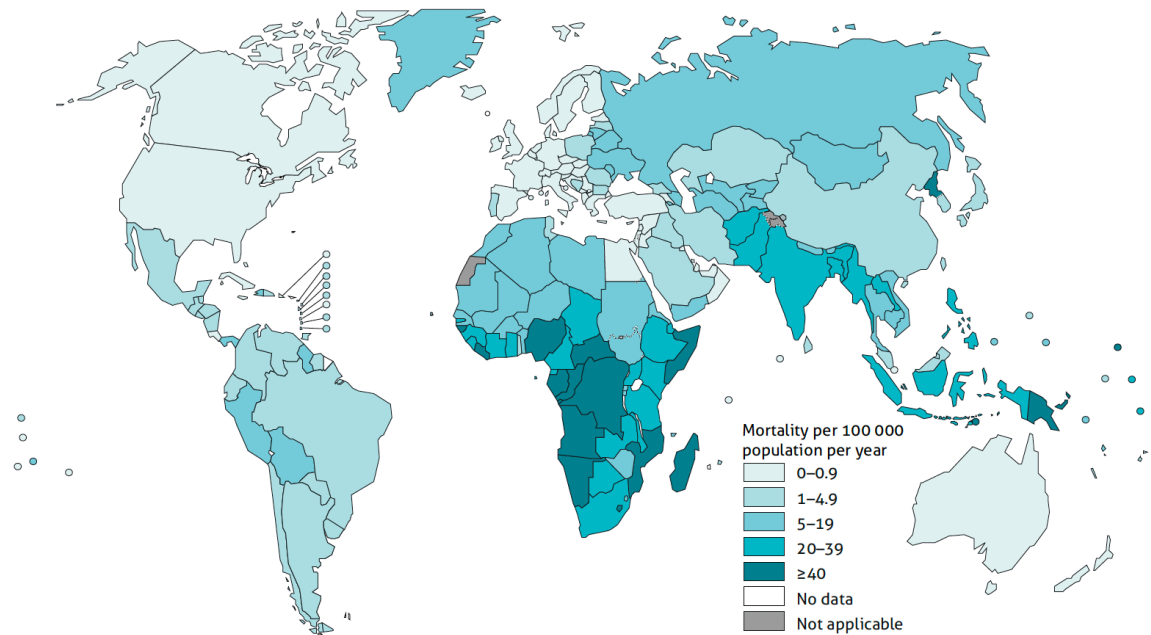 Mortality per 100 000
population per year
0–0.9
1–4.9
5–19
20–39
≥40
No data
Not applicable